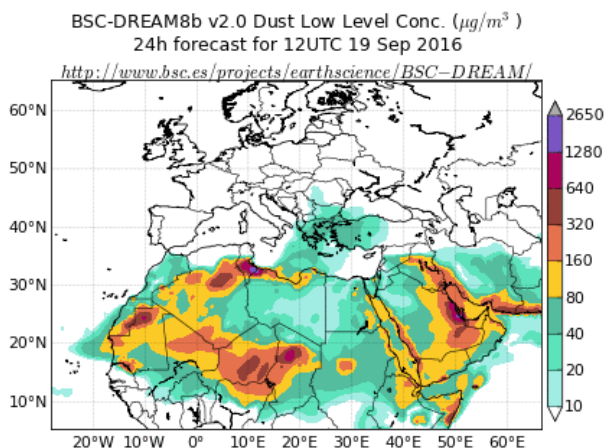 BSC-DREAM8b v2.0 Dust Low Level Conc. (μg/m³ )
24h forecast for 12UTC 19 Sep 2016
http://www.bsc.es/projects/earthscience/BSC−DREAM/
60°N
50°N
40°N
30°N
20°N
10°N
20°W 10°W 0° 10°E 20°E 30°E 40°E 50°E 60°E
2650
1280
640
320
160
80
40
20
10